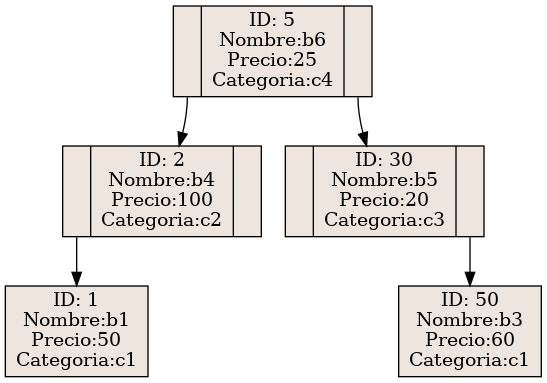 ID: 5
Nombre:b6
Precio:25
Categoria:c4
ID: 2
Nombre:b4
Precio:100
Categoria:c2
ID: 30
Nombre:b5
Precio:20
Categoria:c3
ID: 1
Nombre:b1
Precio:50
Categoria:c1
ID: 50
Nombre:b3
Precio:60
Categoria:c1